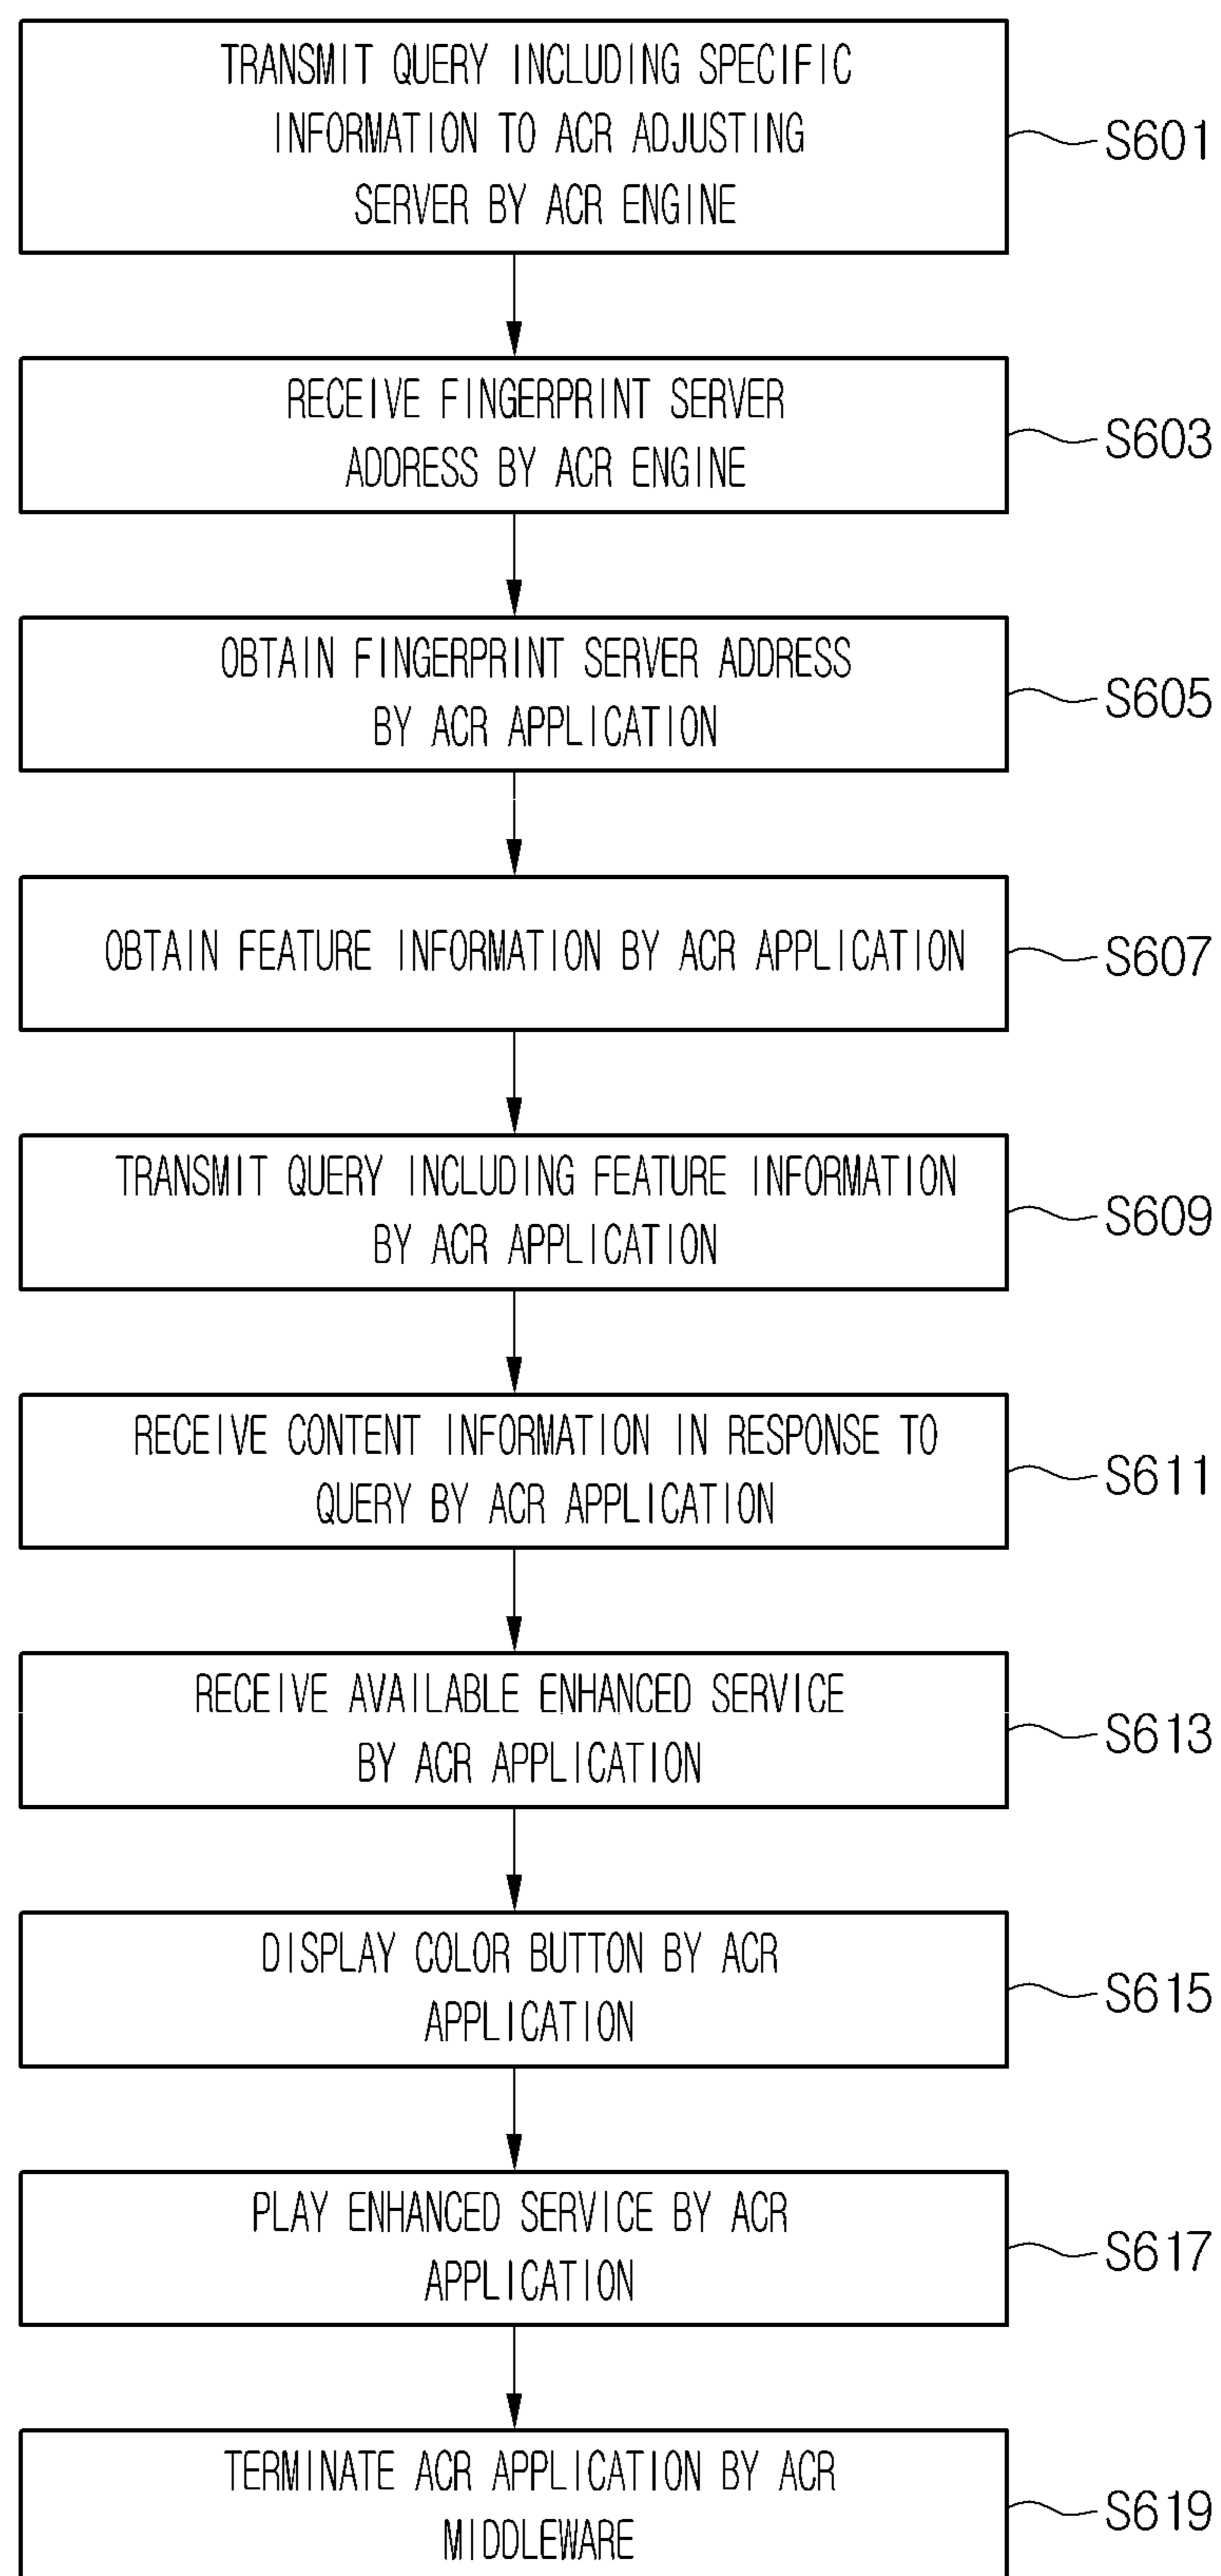 TRANSMIT QUERY INCLUDING SPECIFIC
INFORMATION TO ACR ADJUSTING
SERVER BY ACR ENGINE
S601
RECEIVE FINGERPRINT SERVER
ADDRESS BY ACR ENGINE
S603
OBTAIN FINGERPRINT SERVER ADDRESS
BY ACR APPLICATION
S605
OBTAIN FEATURE INFORMATION BY ACR APPLICATION
S607
TRANSMIT QUERY INCLUDING FEATURE INFORMATION
BY ACR APPLICATION
S609
RECEIVE CONTENT INFORMATION IN RESPONSE TO
QUERY BY ACR APPLICATION
S611
RECEIVE AVAILABLE ENHANCED SERVICE
BY ACR APPLICATION
S613
DISPLAY COLOR BUTTON BY ACR
APPLICATION
S615
PLAY ENHANCED SERVICE BY ACR
APPLICATION
S617
TERMINATE ACR APPLICATION BY ACR
MIDDLEWARE
S619